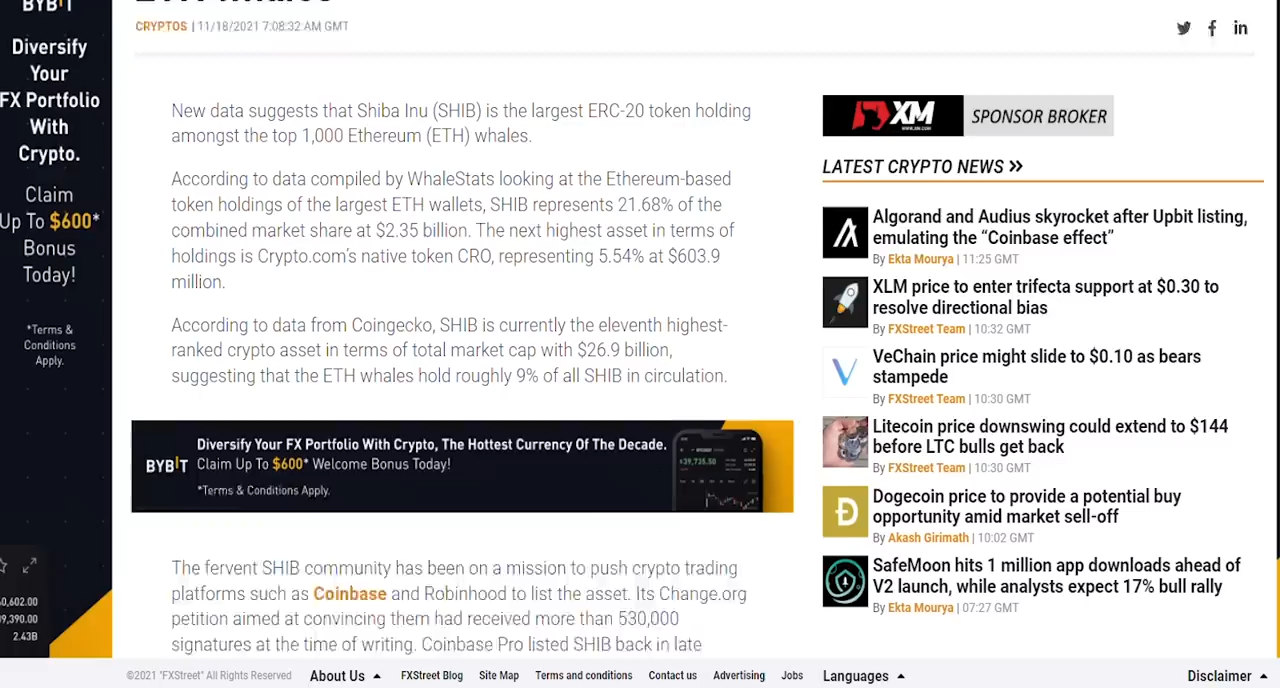 BYBIT
Diversify
Your
FX Portfolio
With
Crypto.
Claim
Up To $600*
Bonus
Today!
*Terms &
Conditions
Apply.
0,602.00
9,390.00
2.43B
CRYPTOS | 11/18/2021 7:08:32 AM GMT
in
New data suggests that Shiba Inu (SHIB) is the largest ERC-20 token holding
amongst the top 1,000 Ethereum (ETH) whales.
According to data compiled by WhaleStats looking at the Ethereum-based
token holdings of the largest ETH wallets, SHIB represents 21.68% of the
combined market share at $2.35 billion. The next highest asset in terms of
holdings is Crypto.com’s native token CRO, representing 5.54% at $603.9
million.
According to data from Coingecko, SHIB is currently the eleventh highest-
ranked crypto asset in terms of total market cap with $26.9 billion,
suggesting that the ETH whales hold roughly 9% of all SHIB in circulation.
BYBIT
Diversify Your FX Portfolio With Crypto, The Hottest Currency Of The Decade.
Claim Up To $600* Welcome Bonus Today!
*Terms & Conditions Apply.
39,735.50
The fervent SHIB community has been on a mission to push crypto trading
platforms such as Coinbase and Robinhood to list the asset. Its Change.org
petition aimed at convincing them had received more than 530,000
signatures at the time of writing. Coinbase Pro listed SHIB back in late
XM
www.xm.com
SPONSOR BROKER
LATEST CRYPTO NEWS
Algorand and Audius skyrocket after Upbit listing,
emulating the “Coinbase effect”
By Ekta Mourya | 11:25 GMT
XLM price to enter trifecta support at $0.30 to
resolve directional bias
By FXStreet Team | 10:32 GMT
VeChain price might slide to $0.10 as bears
stampede
By FXStreet Team | 10:30 GMT
Litecoin price downswing could extend to $144
before LTC bulls get back
By FXStreet Team | 10:30 GMT
Dogecoin price to provide a potential buy
opportunity amid market sell-off
By Akash Girimath | 10:02 GMT
SafeMoon hits 1 million app downloads ahead of
V2 launch, while analysts expect 17% bull rally
By Ekta Mourya | 07:27 GMT
©2021 "FXStreet" All Rights Reserved About Us FXStreet Blog Site Map Terms and conditions Contact us Advertising Jobs Languages Disclaimer